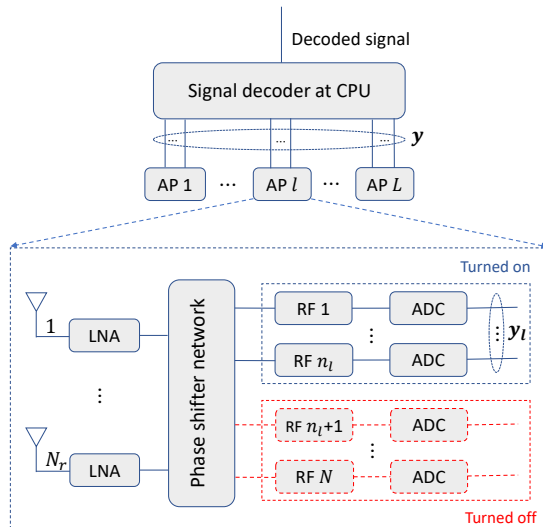 Decoded signal
Signal decoder at CPU
... ... ...
y
AP 1 ... AP l ... AP L
Turned on
1
LNA
Phase shifter network
RF 1
ADC
⋮
⋮
y_l
RF n_l
ADC
⋮
N_r
LNA
RF n_l+1
ADC
⋮
RF N
ADC
Turned off